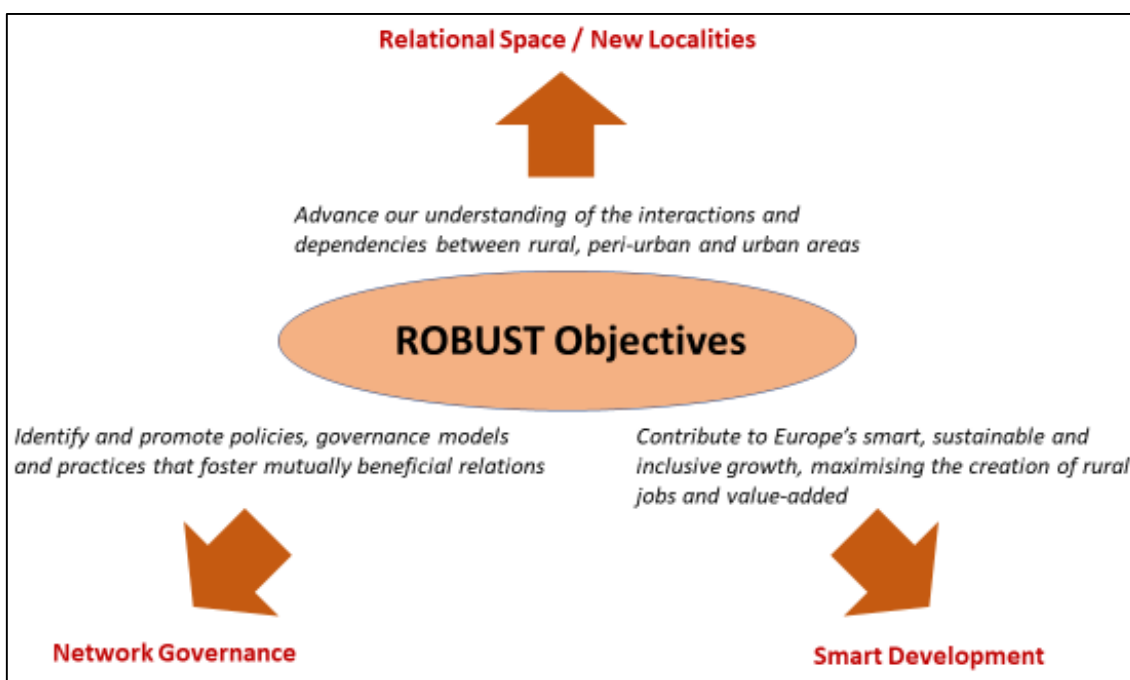 Relational Space / New Localities
Advance our understanding of the interactions and
dependencies between rural, peri-urban and urban areas
ROBUST Objectives
Identify and promote policies, governance models
and practices that foster mutually beneficial relations
Contribute to Europe's smart, sustainable and
inclusive growth, maximising the creation of rural
jobs and value-added
Network Governance
Smart Development